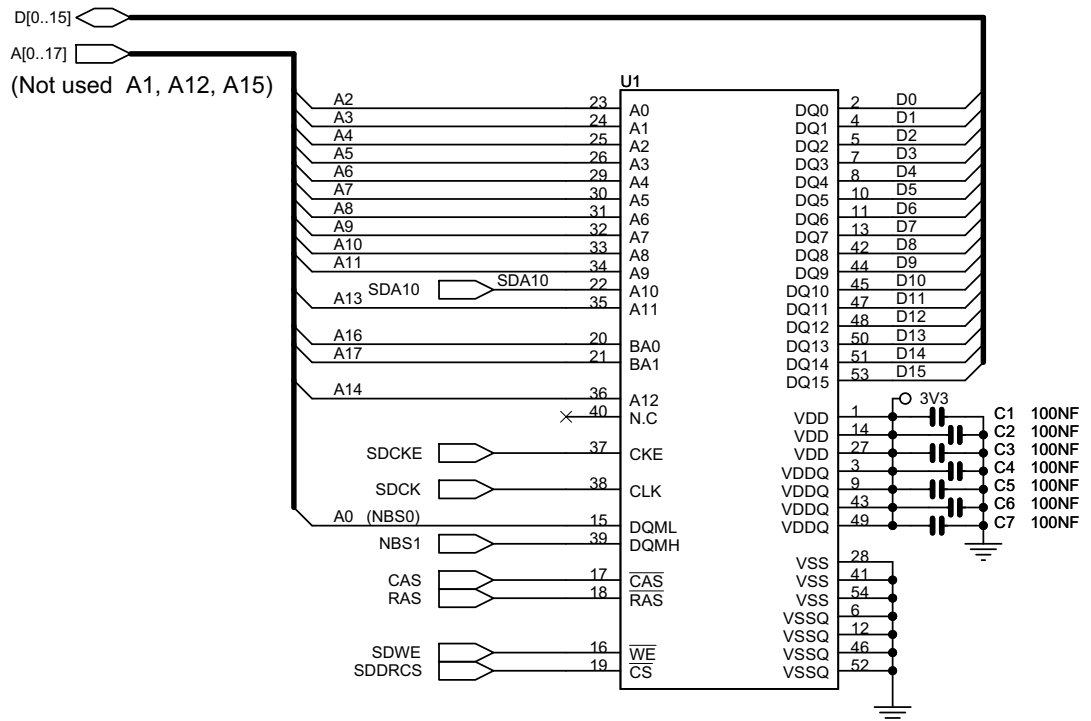 D[0..15]
A[0..17]
(Not used A1, A12, A15)
U1
A2 23 A0 DQ0 2 D0
A3 24 A1 DQ1 4 D1
A4 25 A2 DQ2 5 D2
A5 26 A3 DQ3 7 D3
A6 29 A4 DQ4 8 D4
A7 30 A5 DQ5 10 D5
A8 31 A6 DQ6 11 D6
A9 32 A7 DQ7 13 D7
A10 33 A8 DQ8 42 D8
A11 34 A9 DQ9 44 D9
SDA10 SDA10 22 A10 DQ10 45 D10
A13 35 A11 DQ11 47 D11
DQ12 48 D12
A16 20 BA0 DQ13 50 D13
A17 21 BA1 DQ14 51 D14
DQ15 53 D15
A14 36 A12 3V3
40 N.C VDD 1 C1 100NF
VDD 14 C2 100NF
SDCKE 37 CKE VDD 27 C3 100NF
VDDQ 3 C4 100NF
SDCK 38 CLK VDDQ 9 C5 100NF
VDDQ 43 C6 100NF
A0 (NBS0) 15 DQML VDDQ 49 C7 100NF
NBS1 39 DQMH
VSS 28
CAS 17 CAS VSS 41
RAS 18 RAS VSS 54
VSSQ 6
VSSQ 12
SDWE 16 WE VSSQ 46
SDDRCS 19 CS VSSQ 52